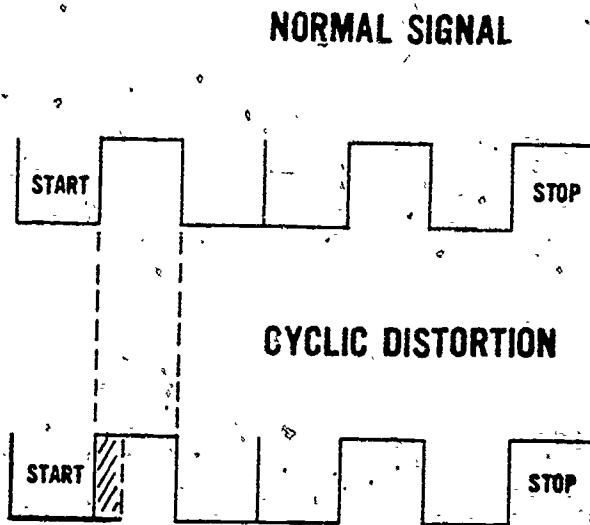 NORMAL SIGNAL
START
STOP
CYCLIC DISTORTION
START
STOP